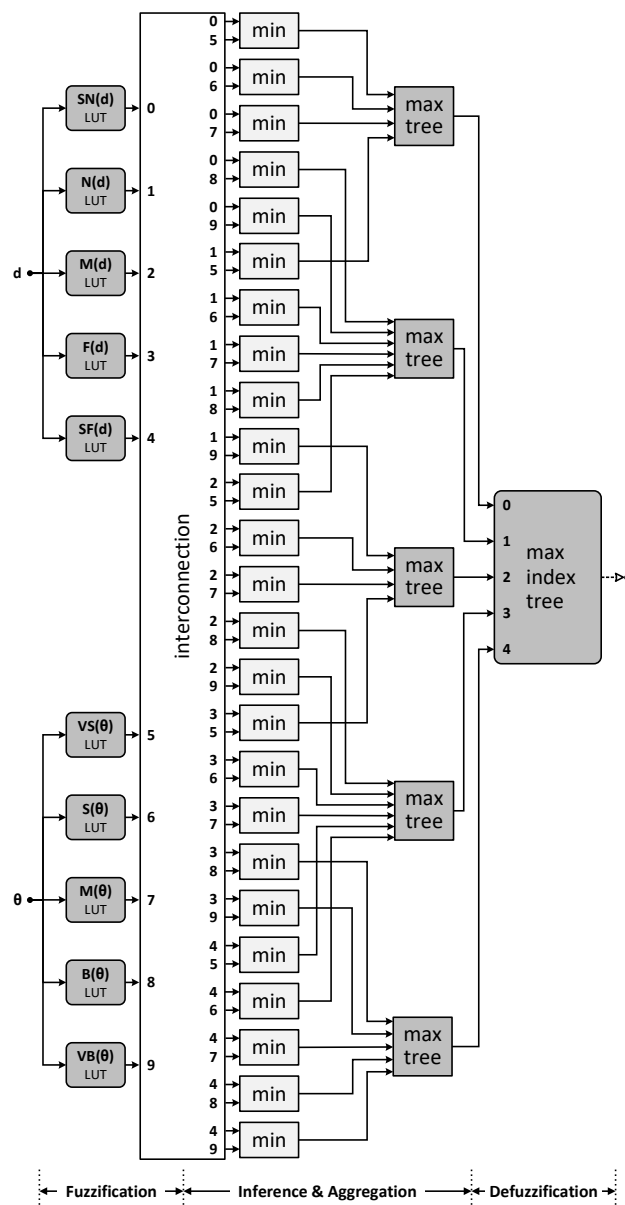 SN(d)
LUT
0
N(d)
LUT
1
d
M(d)
LUT
2
F(d)
LUT
3
SF(d)
LUT
4
VS(θ)
LUT
5
S(θ)
LUT
6
θ
M(θ)
LUT
7
B(θ)
LUT
8
VB(θ)
LUT
9
interconnection
0
5
min
0
6
min
0
7
min
0
8
min
0
9
min
1
5
min
1
6
min
1
7
min
1
8
min
1
9
min
2
5
min
2
6
min
2
7
min
2
8
min
2
9
min
3
5
min
3
6
min
3
7
min
3
8
min
3
9
min
4
5
min
4
6
min
4
7
min
4
8
min
4
9
min
max
tree
max
tree
max
tree
max
tree
max
tree
0
1
2
3
4
max
index
tree
Fuzzification
Inference & Aggregation
Defuzzification